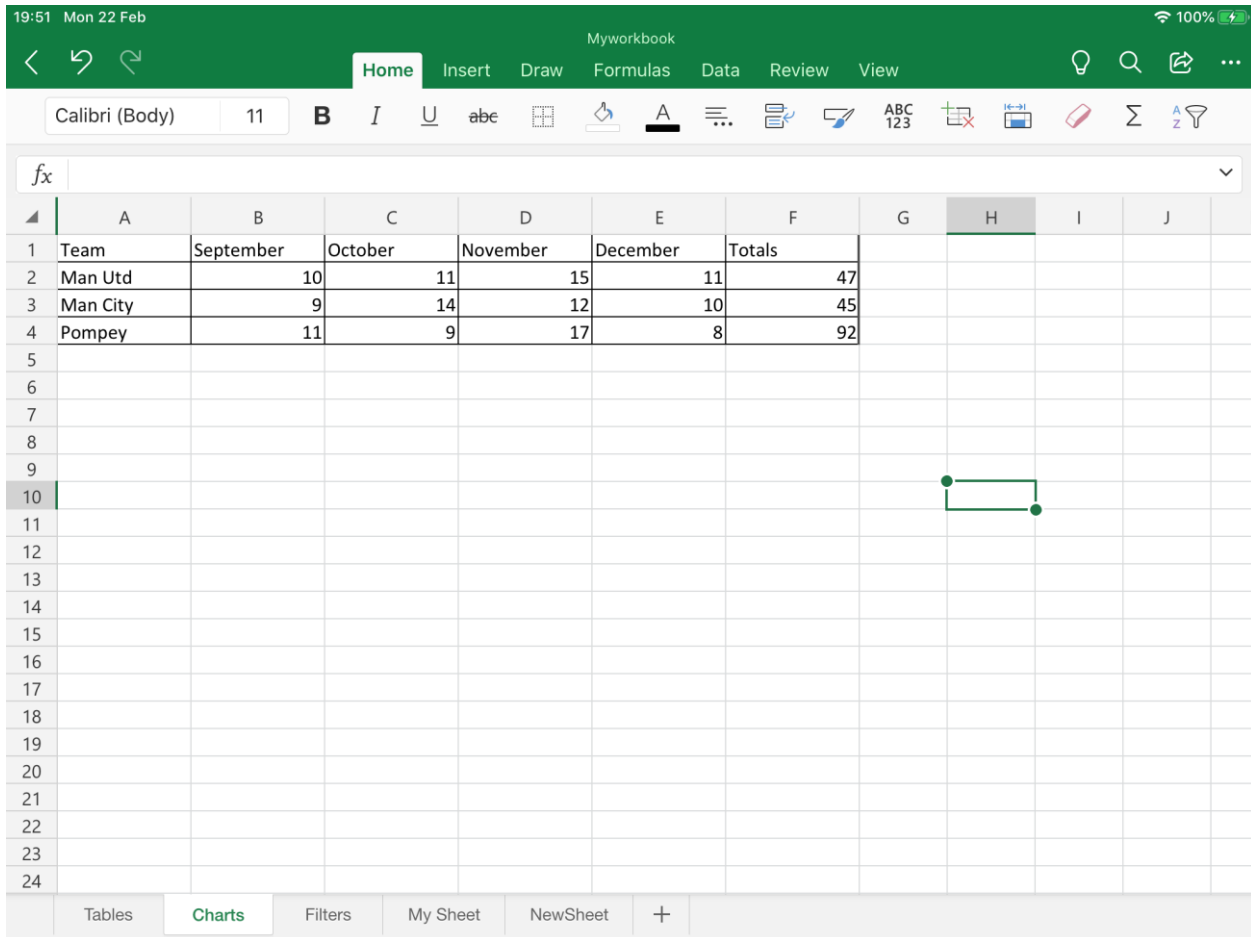 19:51 Mon 22 Feb 100%
Myworkbook
Home Insert Draw Formulas Data Review View
Calibri (Body) 11 B I U abc A ABC 123 Σ A Z
fx
A B C D E F G H I J
1 Team September October November December Totals
2 Man Utd 10 11 15 11 47
3 Man City 9 14 12 10 45
4 Pompey 11 9 17 8 92
5
6
7
8
9
10
11
12
13
14
15
16
17
18
19
20
21
22
23
24
Tables Charts Filters My Sheet NewSheet +